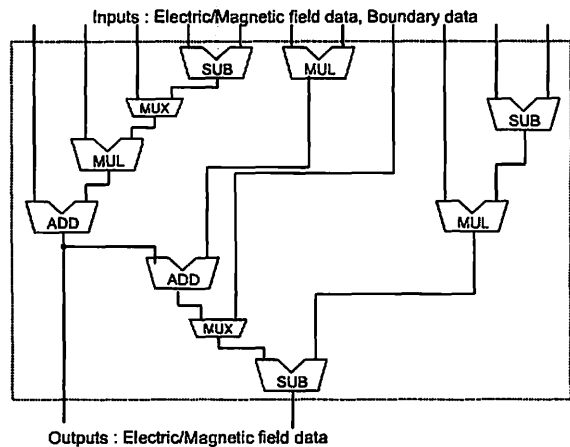 Inputs : Electric/Magnetic field data, Boundary data
SUB
MUL
MUX
SUB
MUL
ADD
MUL
ADD
MUX
SUB
Outputs : Electric/Magnetic field data